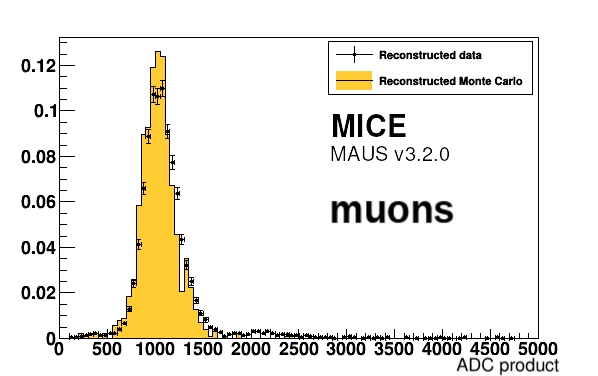 Reconstructed data
Reconstructed Monte Carlo
MICE
MAUS v3.2.0
muons
0.12
0.1
0.08
0.06
0.04
0.02
0
0 500 1000 1500 2000 2500 3000 3500 4000 4500 5000
ADC product